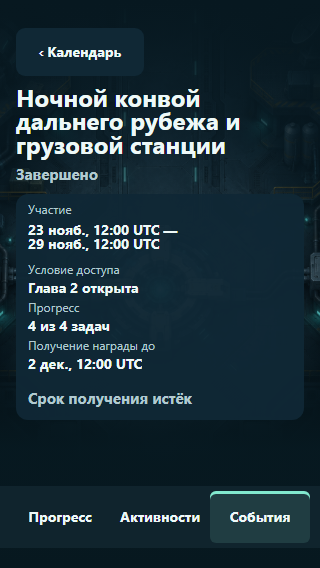 ‹ Календарь
Ночной конвой
дальнего рубежа и
грузовой станции
Завершено
Участие
23 нояб., 12:00 UTC —
29 нояб., 12:00 UTC
Условие доступа
Глава 2 открыта
Прогресс
4 из 4 задач
Получение награды до
2 дек., 12:00 UTC
Срок получения истёк
Прогресс Активности События